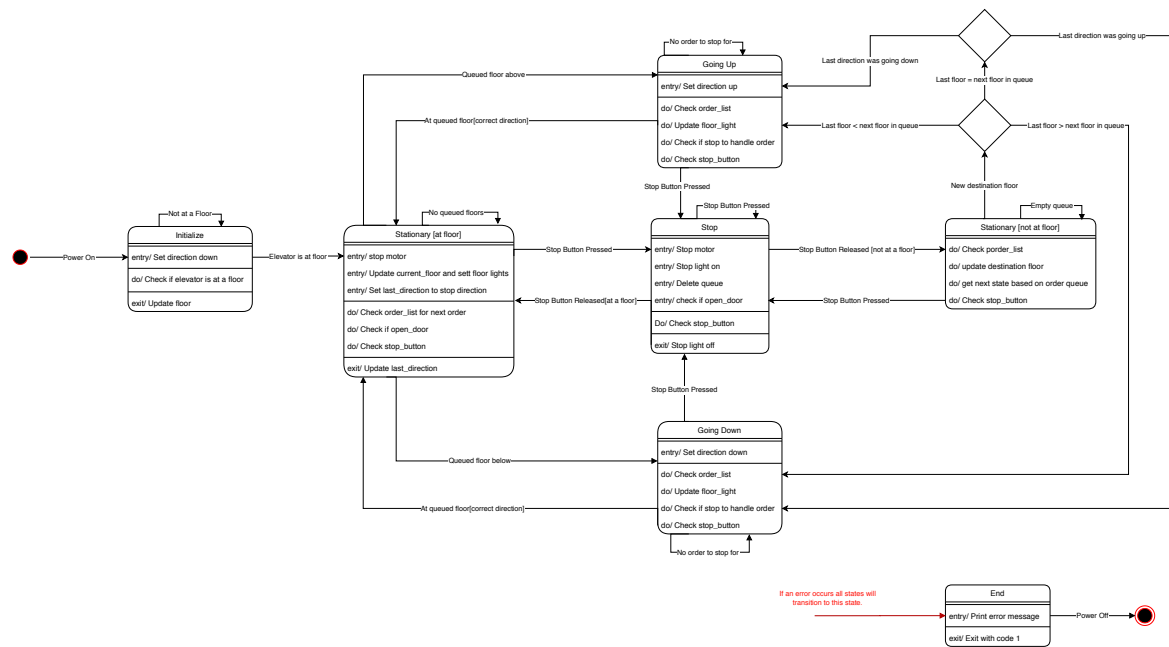 Last direction was going up
No order to stop for
Last direction was going down
Going Up
Queued floor above
entry/ Set direction up
Last floor = next floor in queue
do/ Check order_list
At queued floor[correct direction]
do/ Update floor_light
Last floor < next floor in queue
Last floor > next floor in queue
do/ Check if stop to handle order
do/ Check stop_button
Stop Button Pressed
New destination floor
Not at a Floor
No queued floors
Stop Button Pressed
Empty queue
Initialize
Stationary [at floor]
Stop
Stationary [not at floor]
Power On
entry/ Set direction down
do/ Check if elevator is at a floor
exit/ Update floor
Elevator is at floor
entry/ stop motor
entry/ Update current_floor and sett floor lights
entry/ Set last_direction to stop direction
do/ Check order_list for next order
do/ Check if open_door
do/ Check stop_button
exit/ Update last_direction
Stop Button Pressed
Stop Button Released[at a floor]
entry/ Stop motor
entry/ Stop light on
entry/ Delete queue
entry/ check if open_door
Do/ Check stop_button
exit/ Stop light off
Stop Button Released [not at a floor]
Stop Button Pressed
do/ Check porder_list
do/ update destination floor
do/ get next state based on order queue
do/ Check stop_button
Stop Button Pressed
Going Down
entry/ Set direction down
Queued floor below
do/ Check order_list
do/ Update floor_light
At queued floor[correct direction]
do/ Check if stop to handle order
do/ Check stop_button
No order to stop for
If an error occurs all states will
transition to this state.
End
entry/ Print error message
Power Off
exit/ Exit with code 1